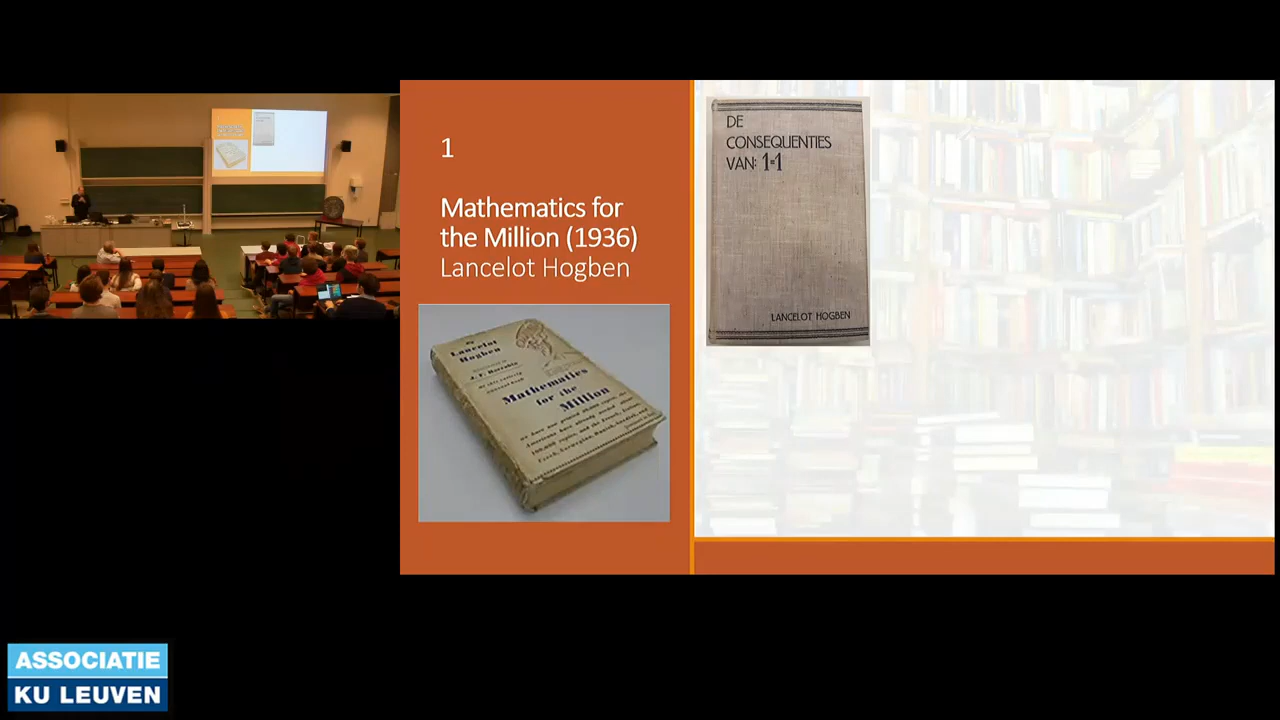 1
Mathematics for
the Million (1936)
Lancelot Hogben
Lancelot
Hogben
Mathematics
for the
Million
DE
CONSEQUENTIES
VAN: 1=1
LANCELOT HOGBEN
ASSOCIATIE
KU LEUVEN